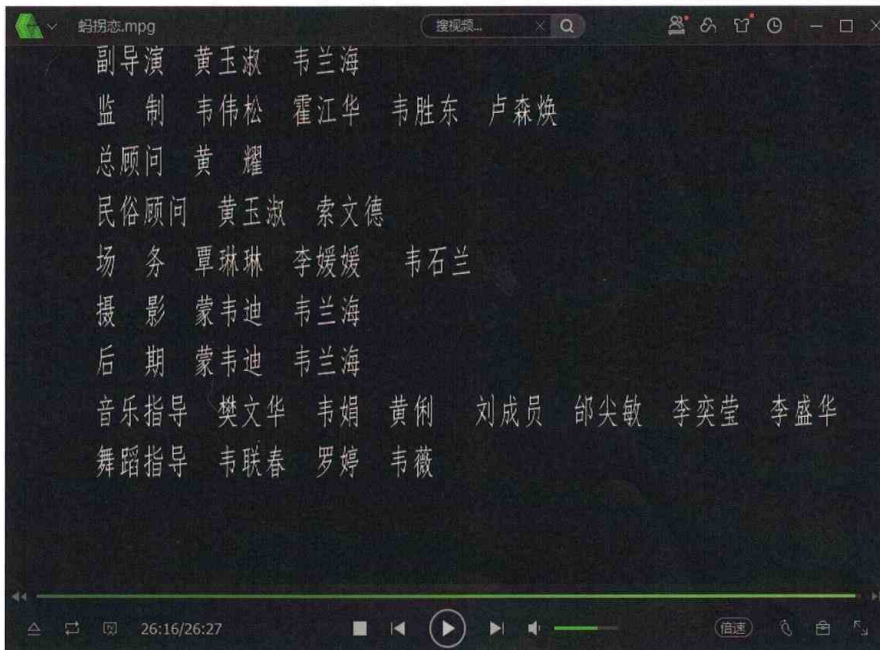 蚂拐恋.mpg
搜视频...
副导演 黄玉淑 韦兰海
监 制 韦伟松 霍江华 韦胜东 卢森焕
总顾问 黄 耀
民俗顾问 黄玉淑 索文德
场 务 覃琳琳 李媛媛 韦石兰
摄 影 蒙韦迪 韦兰海
后 期 蒙韦迪 韦兰海
音乐指导 樊文华 韦娟 黄俐 刘成员 邰尖敏 李奕莹 李盛华
舞蹈指导 韦联春 罗婷 韦薇
26:16/26:27
倍速